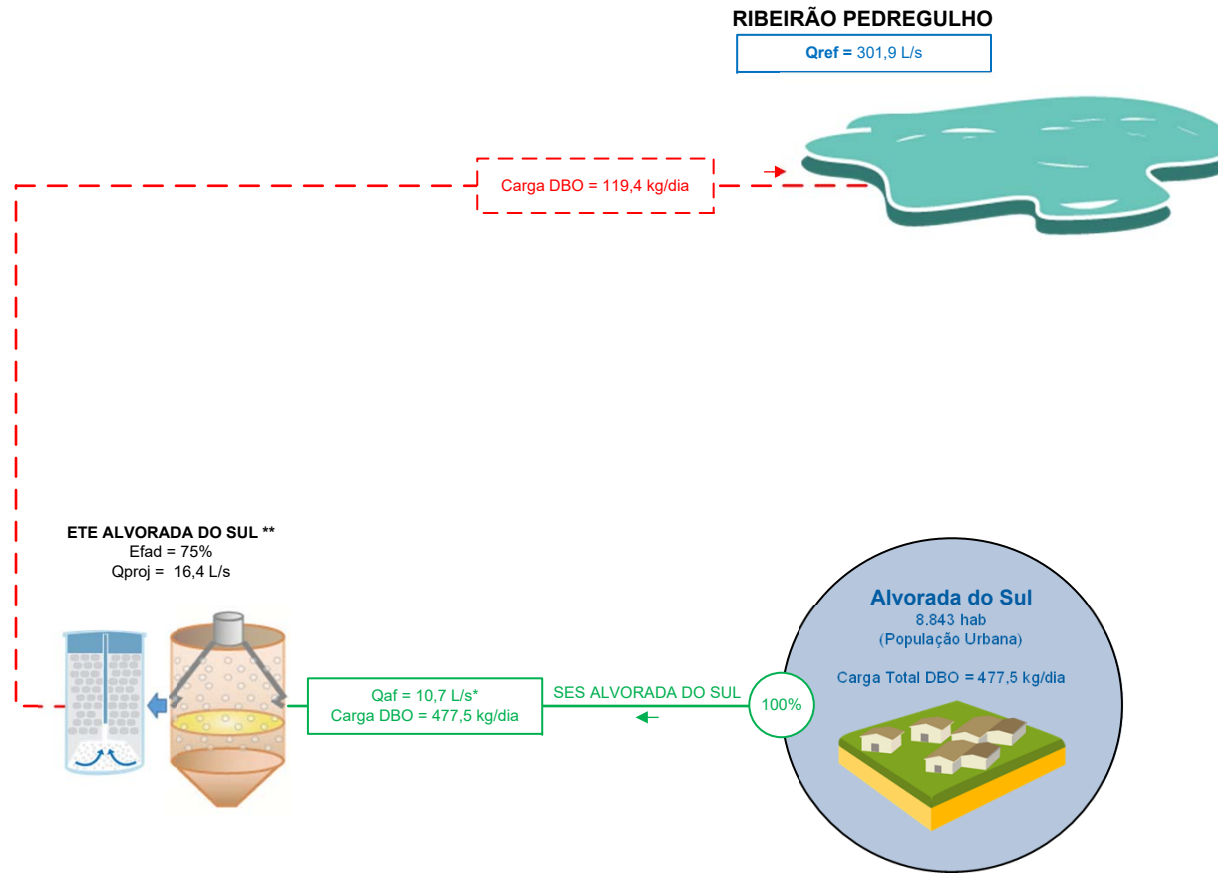 RIBEIRÃO PEDREGULHO
Qref = 301,9 L/s
Carga DBO = 119,4 kg/dia
ETE ALVORADA DO SUL **
Efad = 75%
Qproj = 16,4 L/s
Qaf = 10,7 L/s*
Carga DBO = 477,5 kg/dia
SES ALVORADA DO SUL
100%
Alvorada do Sul
8.843 hab
(População Urbana)
Carga Total DBO = 477,5 kg/dia